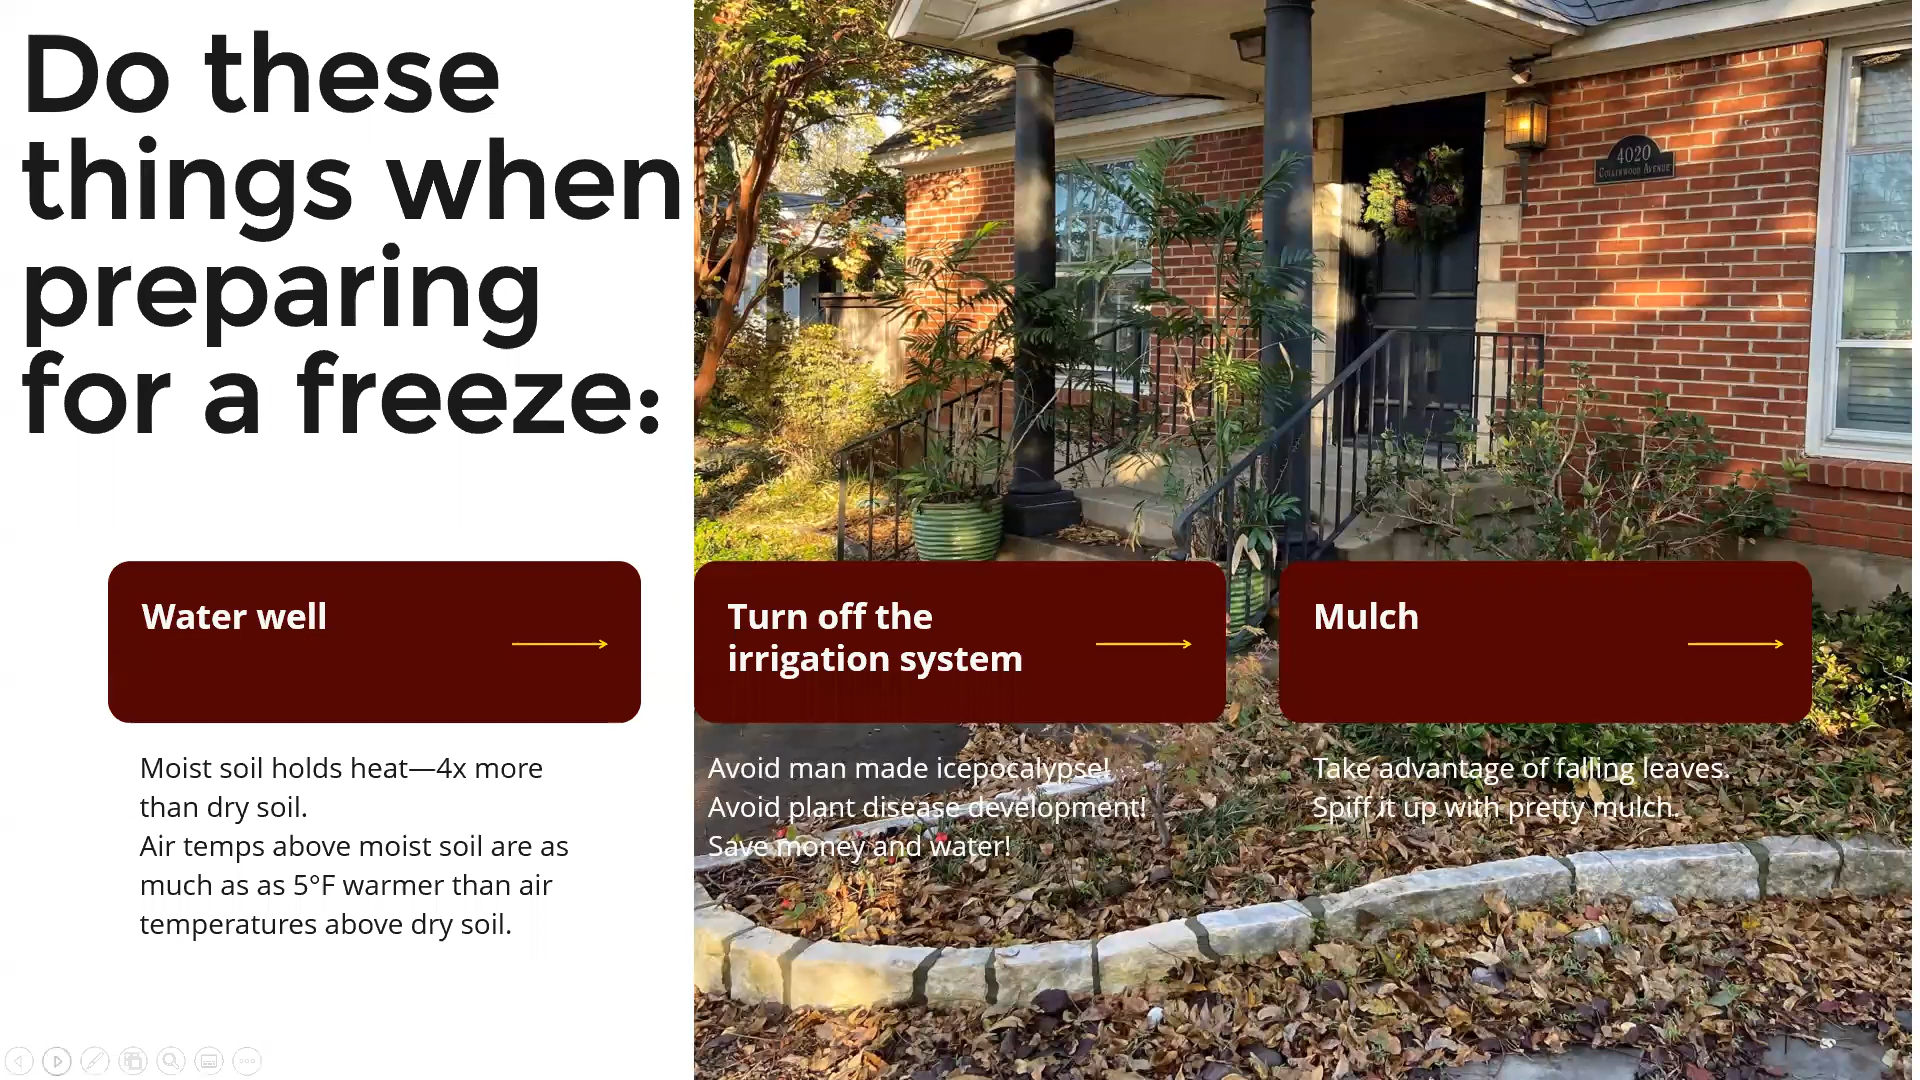 Do these
things when
preparing
for a freeze:
4020
Collinwood Avenue
Water well
Moist soil holds heat—4x more
than dry soil.
Air temps above moist soil are as
much as as 5°F warmer than air
temperatures above dry soil.
Turn off the
irrigation system
Avoid man made icepocalypse!
Avoid plant disease development!
Save money and water!
Mulch
Take advantage of falling leaves.
Spiff it up with pretty mulch.